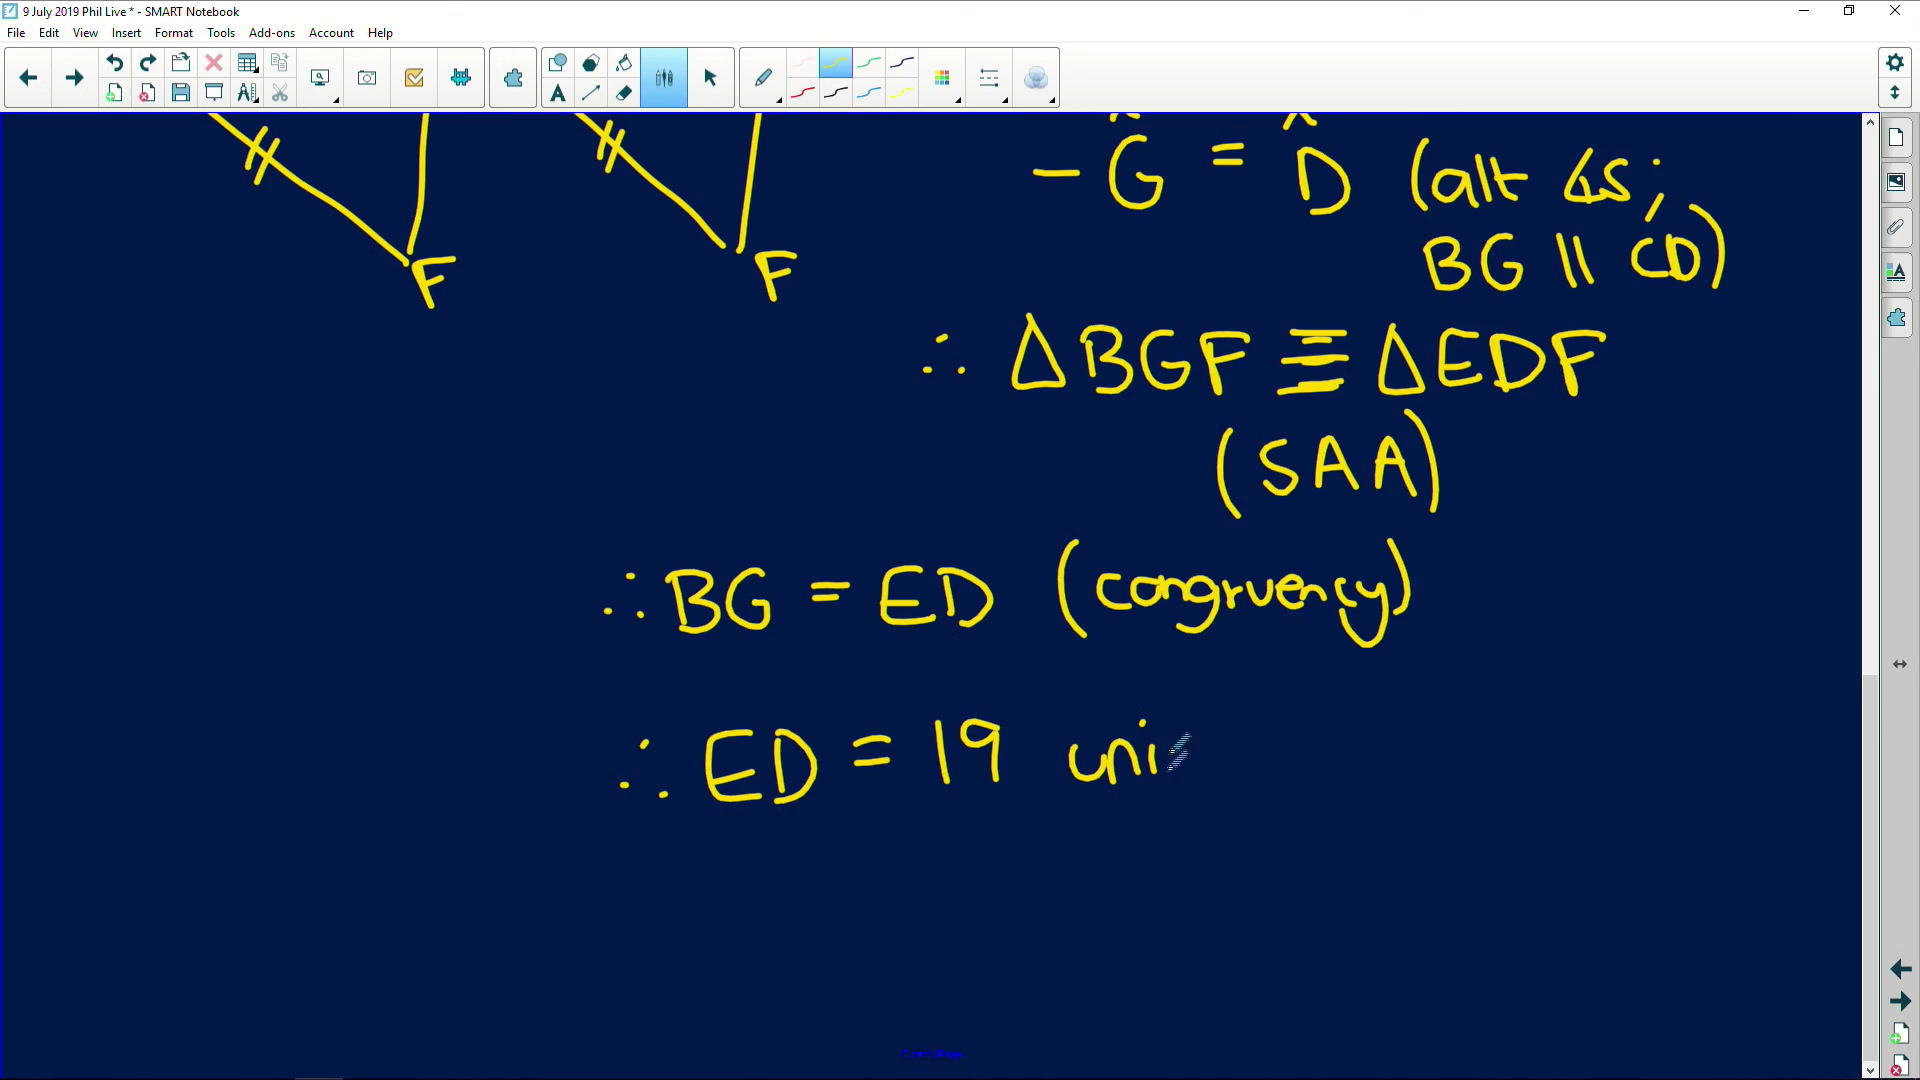 9 July 2019 Phil Live * - SMART Notebook
File Edit View Insert Format Tools Add-ons Account Help
F F
- Ĝ = D̂ (alt ∡s;
BG || CD)
∴ ΔBGF ≡ ΔEDF
(SAA)
∴ BG = ED (congruency)
∴ ED = 19 uni